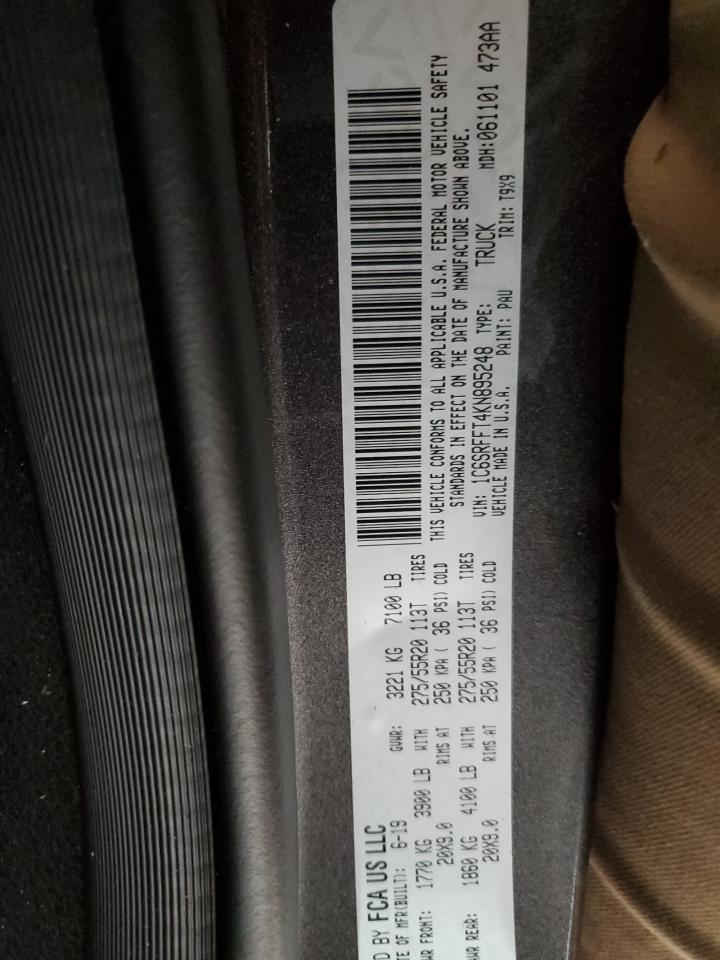 D BY FCA US LLC
TE OF MFR(BUILT): 6-19 GVWR: 3221 KG 7100 LB
WR FRONT: 1770 KG 3900 LB WITH 275/55R20 113T TIRES
20X9.0 RIMS AT 250 KPA ( 36 PSI) COLD
AWR REAR: 1860 KG 4100 LB WITH 275/55R20 113T TIRES
20X9.0 RIMS AT 250 KPA ( 36 PSI) COLD
THIS VEHICLE CONFORMS TO ALL APPLICABLE U.S.A. FEDERAL MOTOR VEHICLE SAFETY
STANDARDS IN EFFECT ON THE DATE OF MANUFACTURE SHOWN ABOVE.
VIN: 1C6SRFFT4KN895248 TYPE: TRUCK MDH:061101 473AA
VEHICLE MADE IN U.S.A. PAINT: PAU TRIM: T9X9